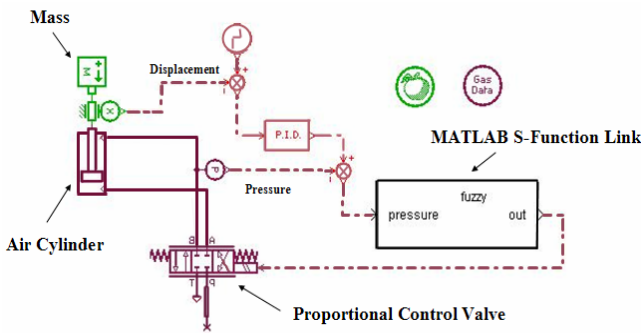 Mass
M
Displacement
x
Gas
Data
P.I.D.
MATLAB S-Function Link
P
Pressure
fuzzy
pressure
out
Air Cylinder
B
A
T
P
Proportional Control Valve
+
-
+
-